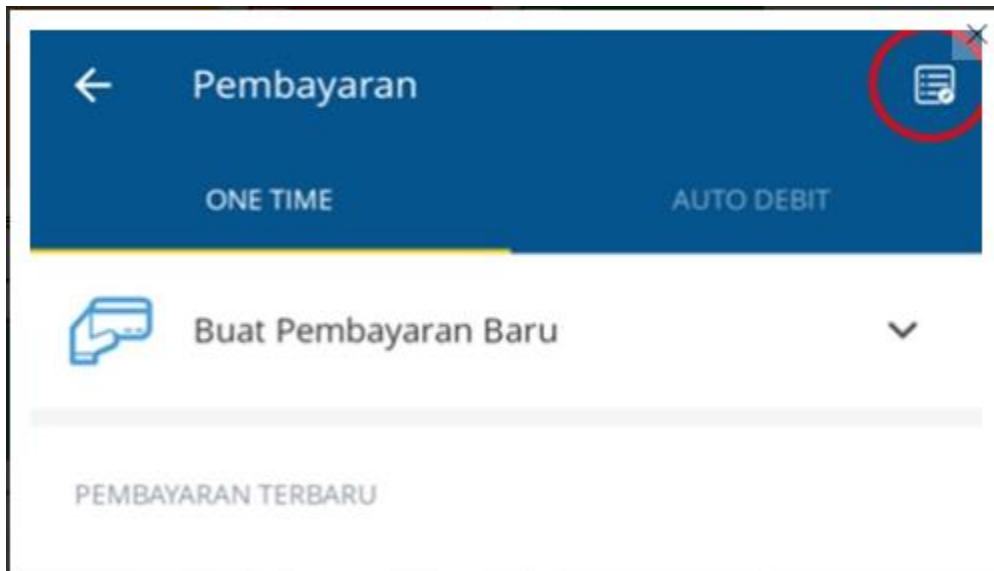 Pembayaran
ONE TIME
AUTO DEBIT
Buat Pembayaran Baru
PEMBAYARAN TERBARU